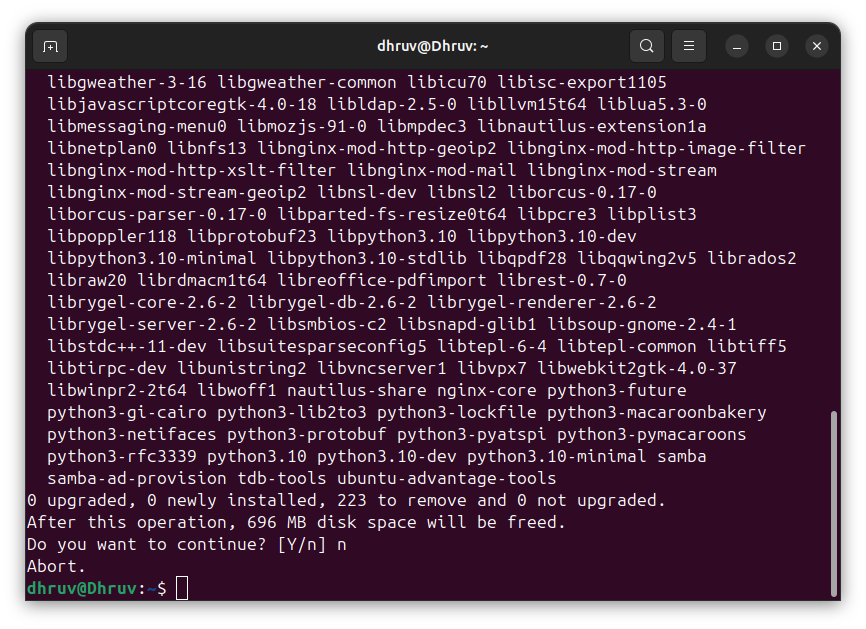 dhruv@Dhruv: ~
libgweather-3-16 libgweather-common libicu70 libisc-export1105
libjavascriptcoregtk-4.0-18 libldap-2.5-0 libllvm15t64 liblua5.3-0
libmessaging-menu0 libmozjs-91-0 libmpdec3 libnautilus-extension1a
libnetplan0 libnfs13 libnginx-mod-http-geoip2 libnginx-mod-http-image-filter
libnginx-mod-http-xslt-filter libnginx-mod-mail libnginx-mod-stream
libnginx-mod-stream-geoip2 libnsl-dev libnsl2 liborcus-0.17-0
liborcus-parser-0.17-0 libparted-fs-resize0t64 libpcre3 libplist3
libpoppler118 libprotobuf23 libpython3.10 libpython3.10-dev
libpython3.10-minimal libpython3.10-stdlib libqpdf28 libqqwing2v5 librados2
libraw20 librdmacm1t64 libreoffice-pdfimport librest-0.7-0
librygel-core-2.6-2 librygel-db-2.6-2 librygel-renderer-2.6-2
librygel-server-2.6-2 libsmbios-c2 libsnapd-glib1 libsoup-gnome-2.4-1
libstdc++-11-dev libsuitesparseconfig5 libtepl-6-4 libtepl-common libtiff5
libtirpc-dev libunistring2 libvncserver1 libvpx7 libwebkit2gtk-4.0-37
libwinpr2-2t64 libwoff1 nautilus-share nginx-core python3-future
python3-gi-cairo python3-lib2to3 python3-lockfile python3-macaroonbakery
python3-netifaces python3-protobuf python3-pyatspi python3-pymacaroons
python3-rfc3339 python3.10 python3.10-dev python3.10-minimal samba
samba-ad-provision tdb-tools ubuntu-advantage-tools
0 upgraded, 0 newly installed, 223 to remove and 0 not upgraded.
After this operation, 696 MB disk space will be freed.
Do you want to continue? [Y/n] n
Abort.
dhruv@Dhruv:~$